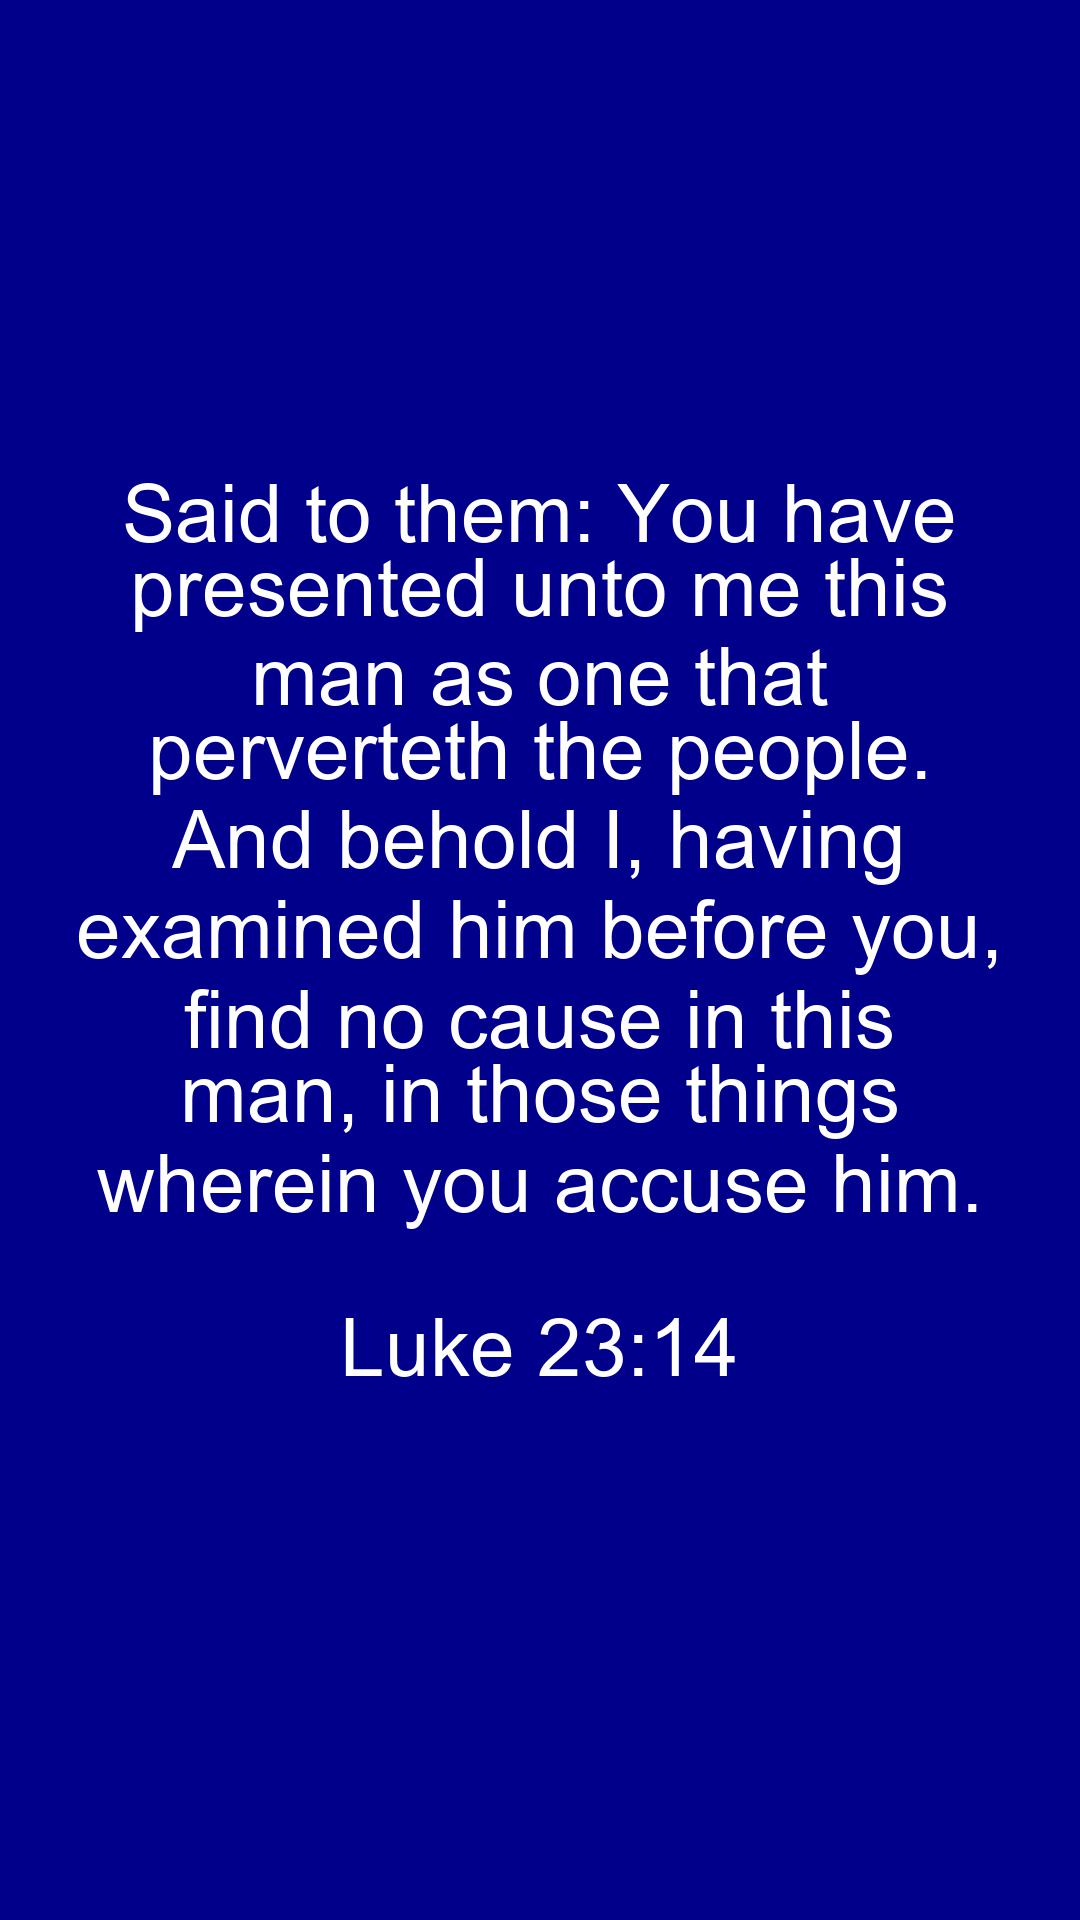 Said to them: You have
presented unto me this
man as one that
perverteth the people.
And behold I, having
examined him before you,
find no cause in this
man, in those things
wherein you accuse him.
Luke 23:14